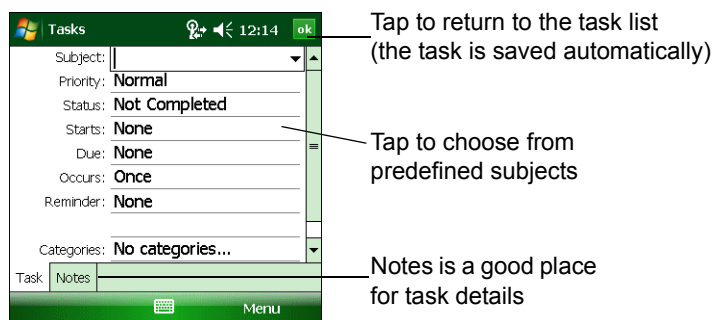 Tasks 12:14 ok
Subject:
Priority: Normal
Status: Not Completed
Starts: None
Due: None
Occurs: Once
Reminder: None
Categories: No categories...
Task Notes
Menu
Tap to return to the task list
(the task is saved automatically)
Tap to choose from
predefined subjects
Notes is a good place
for task details